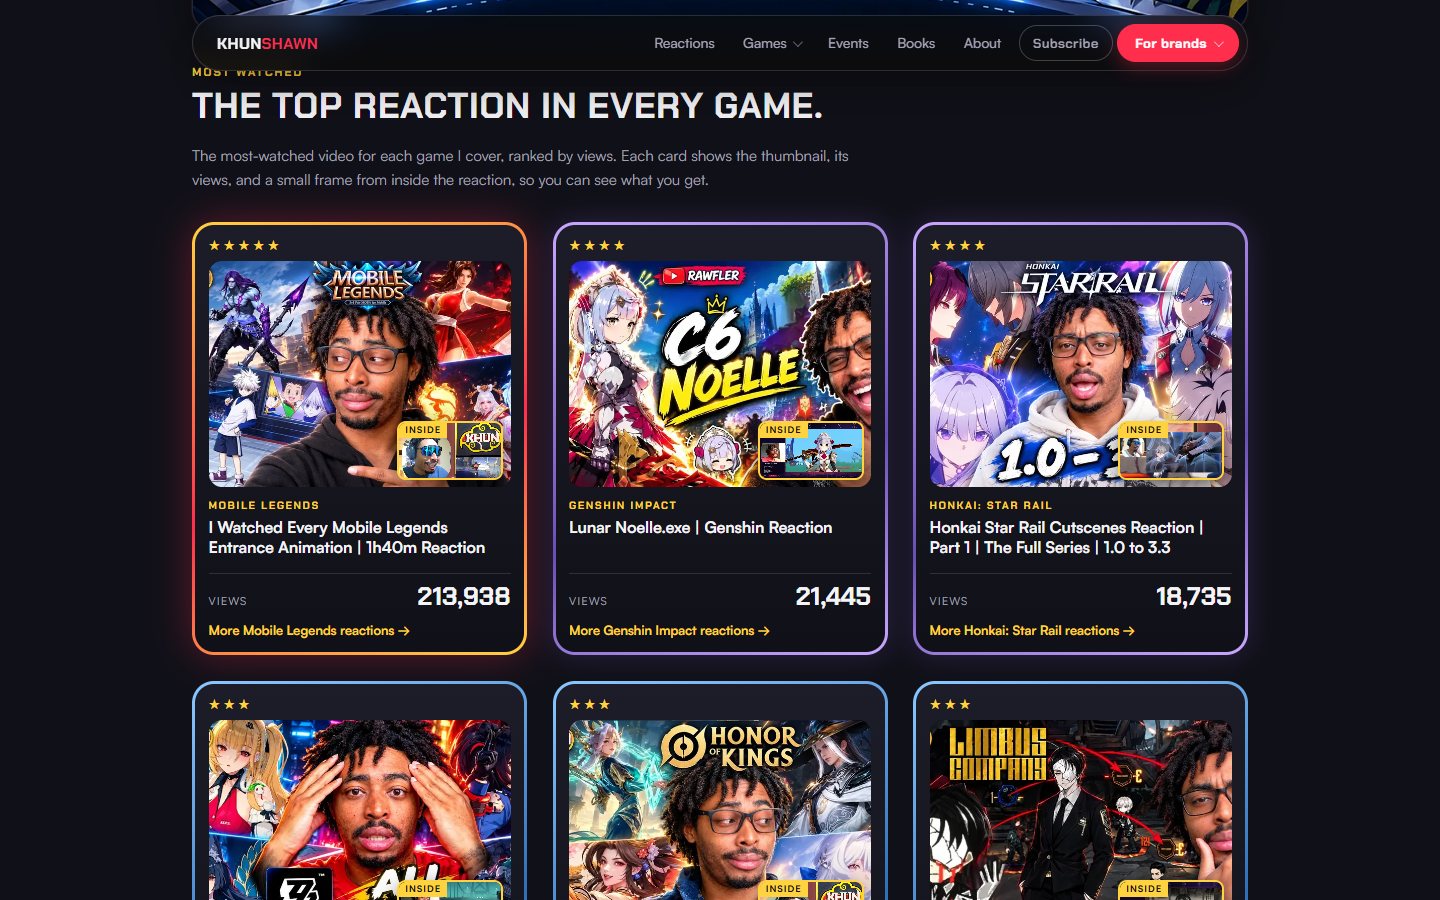 KHUNSHAWN
Reactions
Games
Events
Books
About
Subscribe
For brands
MOST WATCHED
THE TOP REACTION IN EVERY GAME.
The most-watched video for each game I cover, ranked by views. Each card shows the thumbnail, its
views, and a small frame from inside the reaction, so you can see what you get.
MOBILE
LEGENDS
INSIDE
KHUN
MOBILE LEGENDS
I Watched Every Mobile Legends
Entrance Animation | 1h40m Reaction
VIEWS
213,938
More Mobile Legends reactions →
RAWFLER
C6
NOELLE
INSIDE
GENSHIN IMPACT
Lunar Noelle.exe | Genshin Reaction
VIEWS
21,445
More Genshin Impact reactions →
HONKAI
STAR RAIL
1.0 -
INSIDE
HONKAI: STAR RAIL
Honkai Star Rail Cutscenes Reaction |
Part 1 | The Full Series | 1.0 to 3.3
VIEWS
18,735
More Honkai: Star Rail reactions →
ALL
INSIDE
HONOR
OF
KINGS
INSIDE
KHUN
LIMBUS
COMPANY
INSIDE